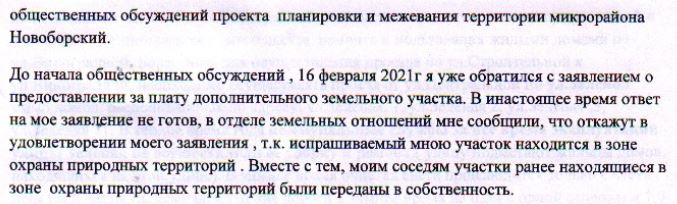 общественных обсуждений проекта планировки и межевания территории микрорайона
Новоборский.
До начала общественных обсуждений , 16 февраля 2021г я уже обратился с заявлением о
предоставлении за плату дополнительного земельного участка. В инастоящее время ответ
на мое заявление не готов, в отделе земельных отношений мне сообщили, что откажут в
удовлетворении моего заявления , т.к. испрашиваемый мною участок находится в зоне
охраны природных территорий . Вместе с тем, моим соседям участки ранее находящиеся в
зоне охраны природных территорий были переданы в собственность.